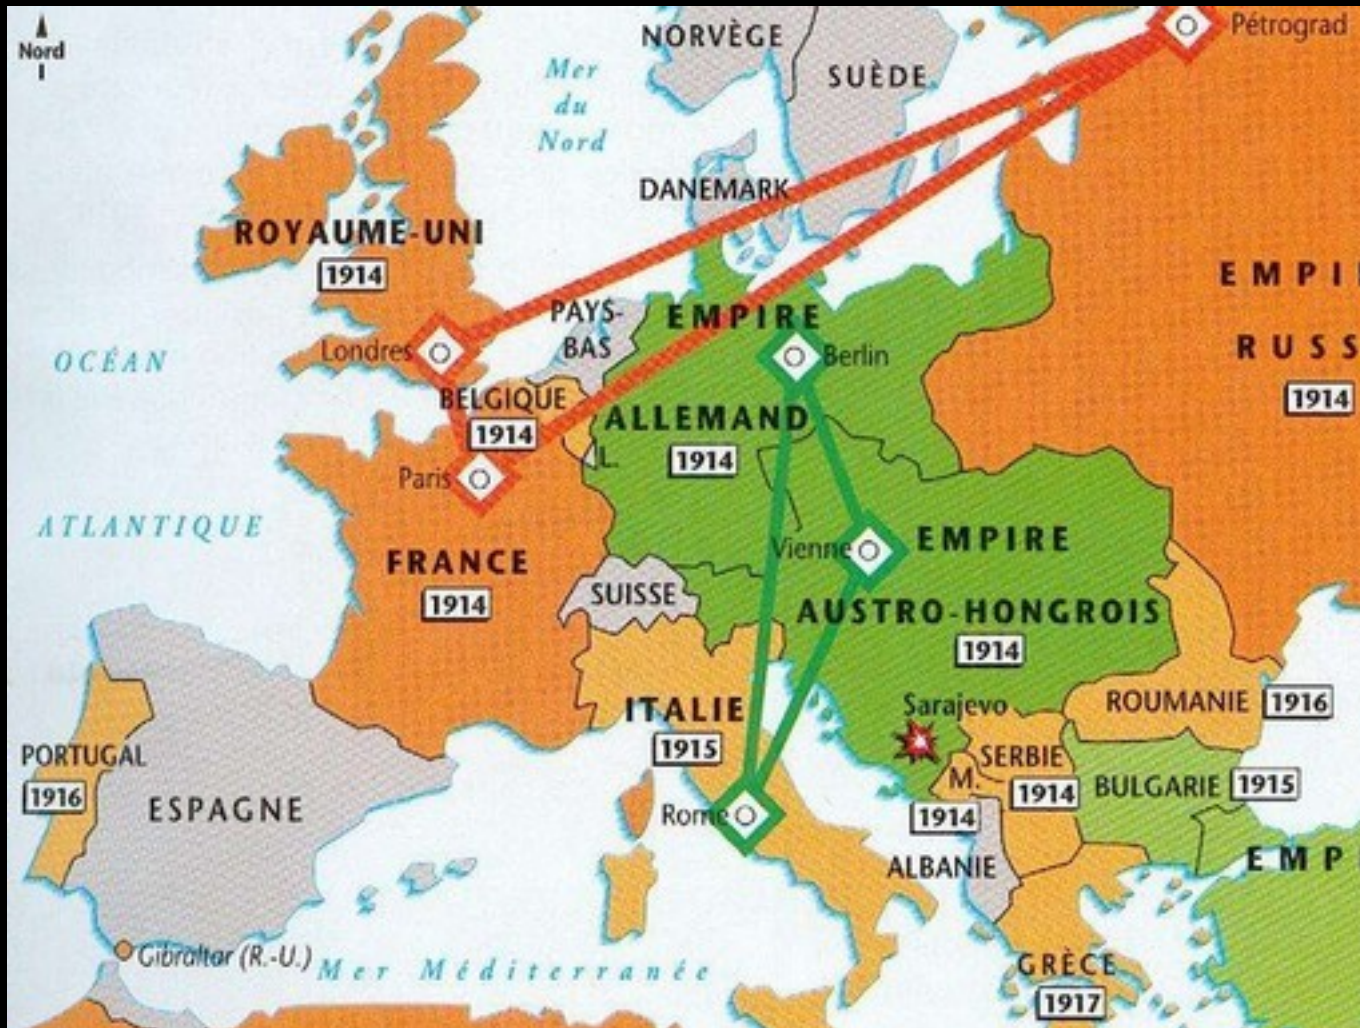 Nord
NORVÈGE
SUÈDE
Pétrograd
Mer
du
Nord
DANEMARK
ROYAUME-UNI
1914
EMPI
RUSS
1914
PAYS-
BAS
EMPIRE
ALLEMAND
1914
Londres
Berlin
OCÉAN
ATLANTIQUE
BELGIQUE
1914
L.
Paris
FRANCE
1914
Vienne
EMPIRE
AUSTRO-HONGROIS
1914
SUISSE
ITALIE
1915
Sarajevo
ROUMANIE
1916
SERBIE
1914
M.
1914
BULGARIE
1915
PORTUGAL
1916
ESPAGNE
Rome
ALBANIE
EMP
Gibraltar (R.-U.)
Mer Méditerranée
GRÈCE
1917